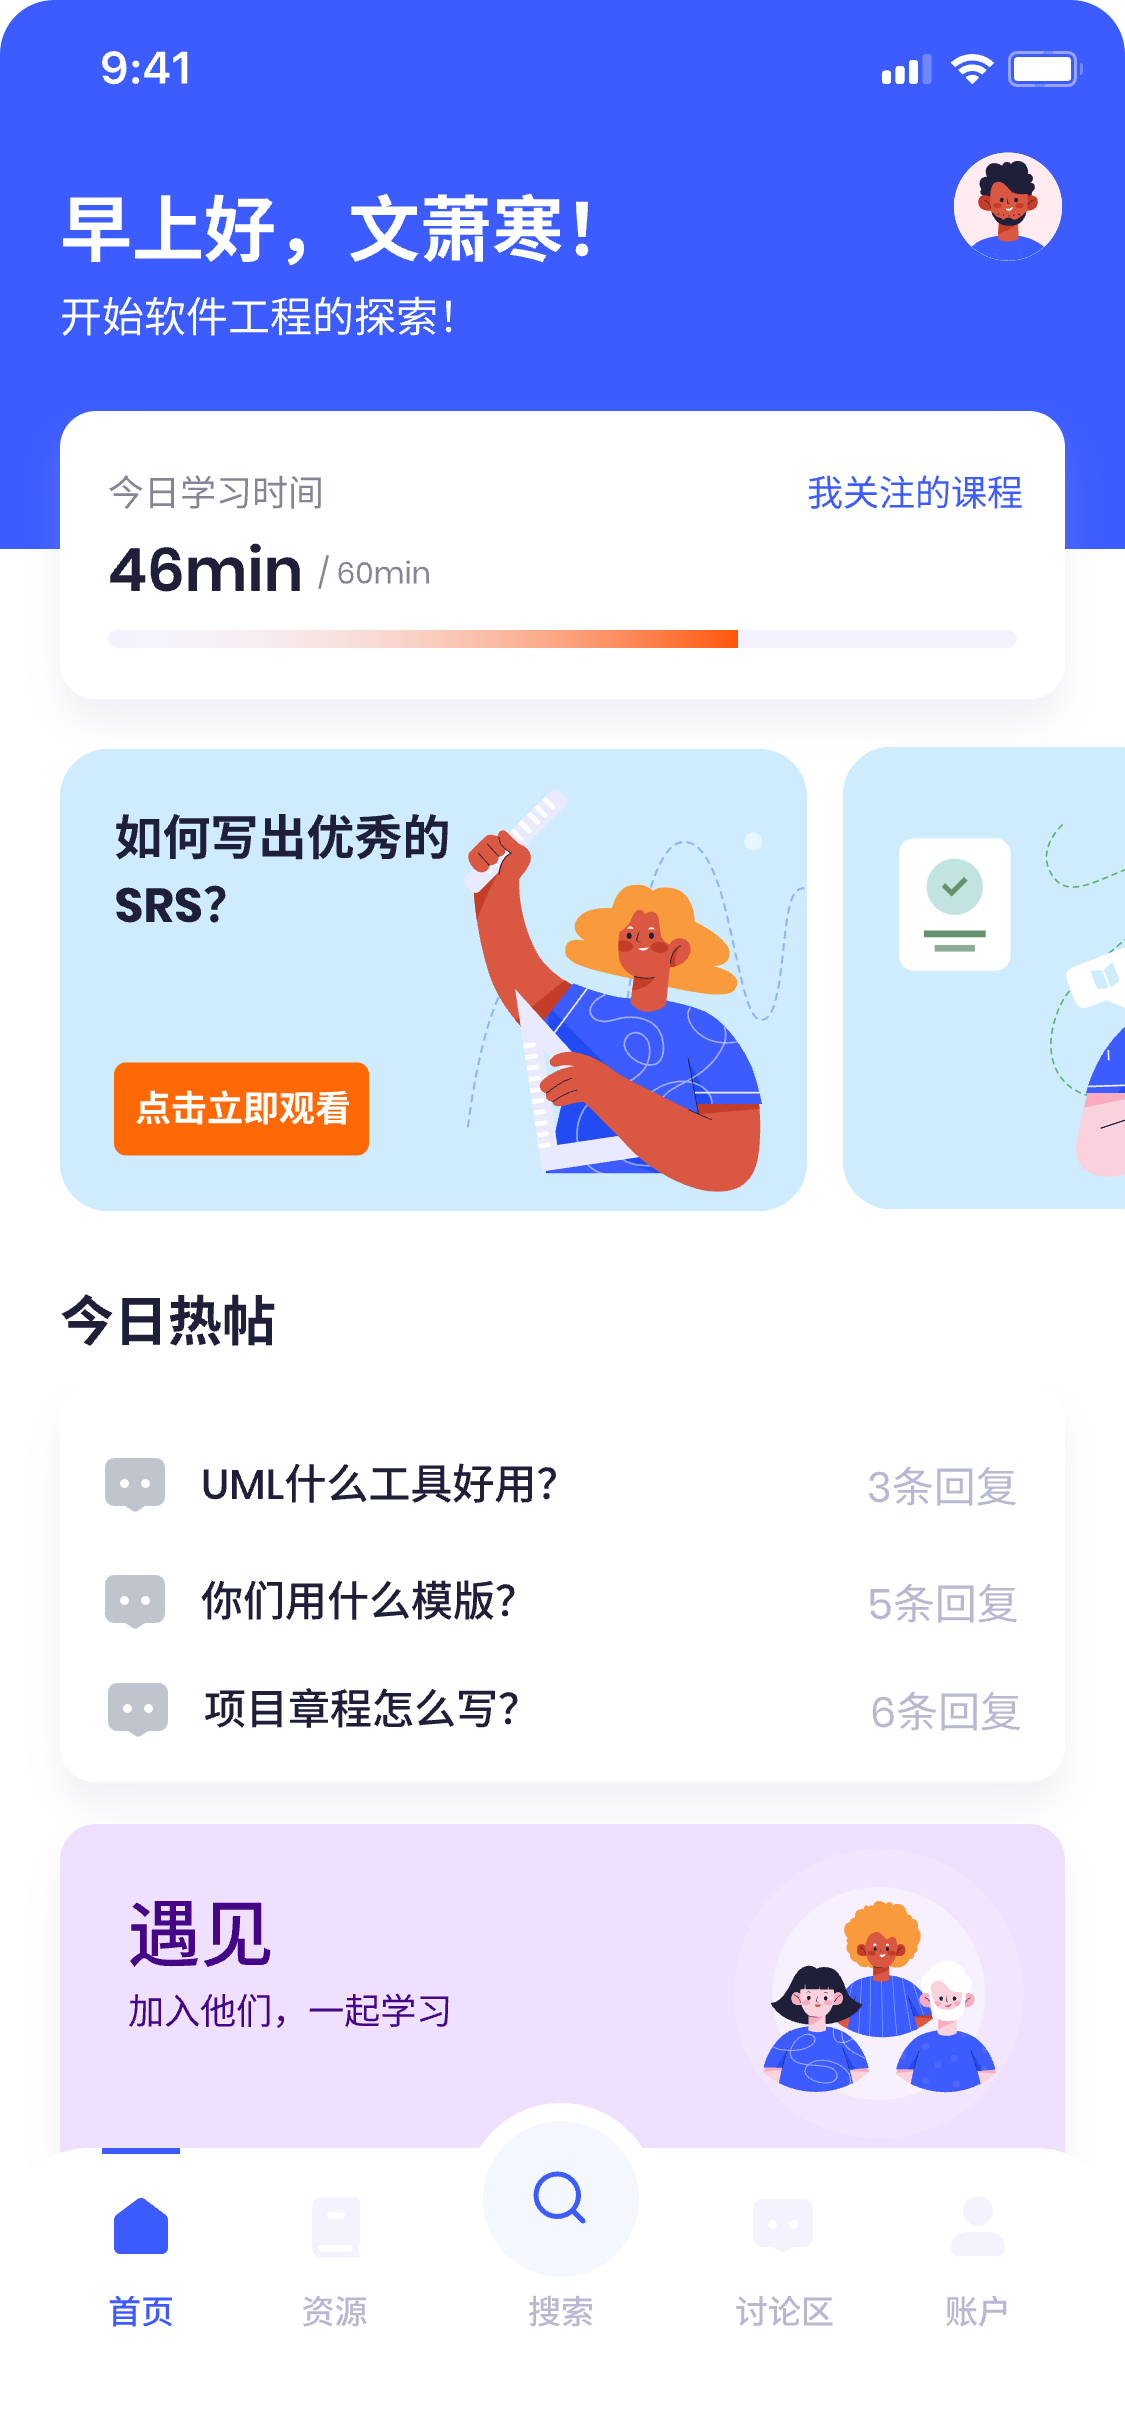 9:41
早上好，文萧寒！
开始软件工程的探索！
今日学习时间
我关注的课程
46min / 60min
如何写出优秀的
SRS？
点击立即观看
今日热帖
UML什么工具好用？
3条回复
你们用什么模版？
5条回复
项目章程怎么写？
6条回复
遇见
加入他们，一起学习
首页
资源
搜索
讨论区
账户